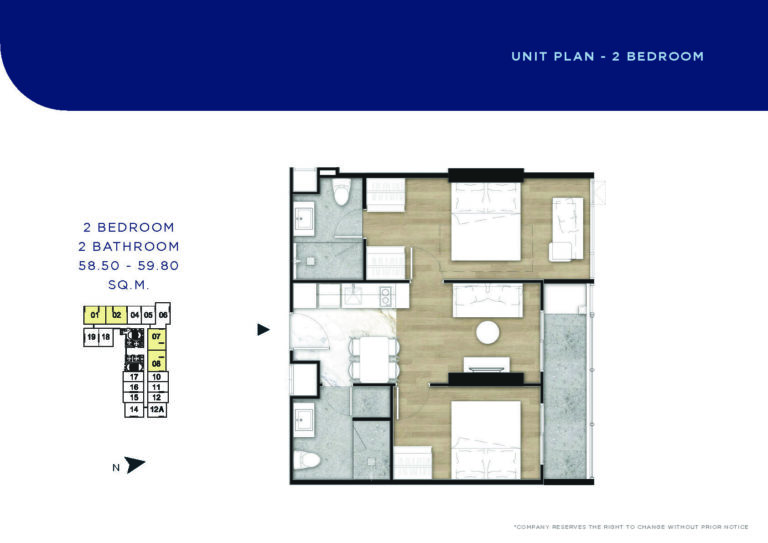 UNIT PLAN - 2 BEDROOM
2 BEDROOM
2 BATHROOM
58.50 - 59.80
SQ.M.
01 02 04 05 06
19 18 07
08
17 10
16 11
15 12
14 12A
N
*COMPANY RESERVES THE RIGHT TO CHANGE WITHOUT PRIOR NOTICE